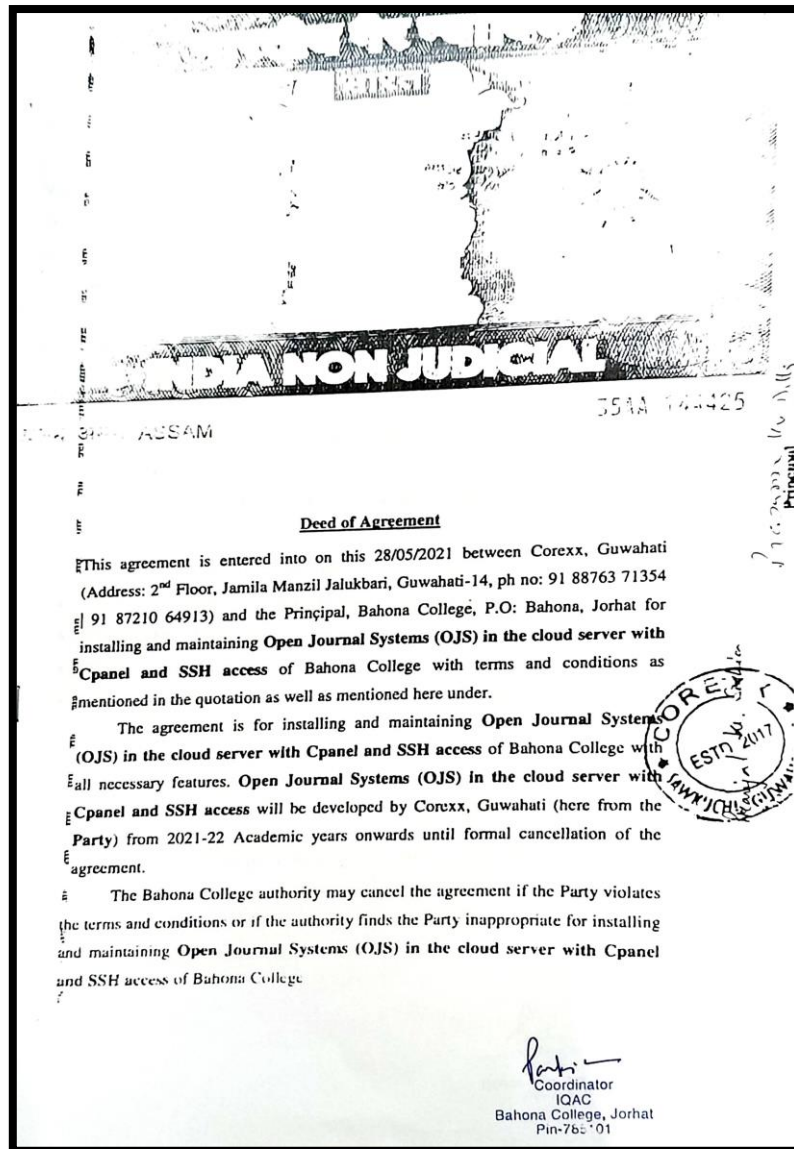 INDIA NON JUDICIAL
ASSAM
Principal
Deed of Agreement
This agreement is entered into on this 28/05/2021 between Corexx, Guwahati
(Address: 2nd Floor, Jamila Manzil Jalukbari, Guwahati-14, ph no: 91 88763 71354
| 91 87210 64913) and the Principal, Bahona College, P.O: Bahona, Jorhat for
installing and maintaining Open Journal Systems (OJS) in the cloud server with
Cpanel and SSH access of Bahona College with terms and conditions as
mentioned in the quotation as well as mentioned here under.
The agreement is for installing and maintaining Open Journal Systems
(OJS) in the cloud server with Cpanel and SSH access of Bahona College with
all necessary features. Open Journal Systems (OJS) in the cloud server with
Cpanel and SSH access will be developed by Corexx, Guwahati (here from the
Party) from 2021-22 Academic years onwards until formal cancellation of the
agreement.
ESTD 2017
The Bahona College authority may cancel the agreement if the Party violates
the terms and conditions or if the authority finds the Party inappropriate for installing
and maintaining Open Journal Systems (OJS) in the cloud server with Cpanel
and SSH access of Bahona College
Coordinator
IQAC
Bahona College, Jorhat